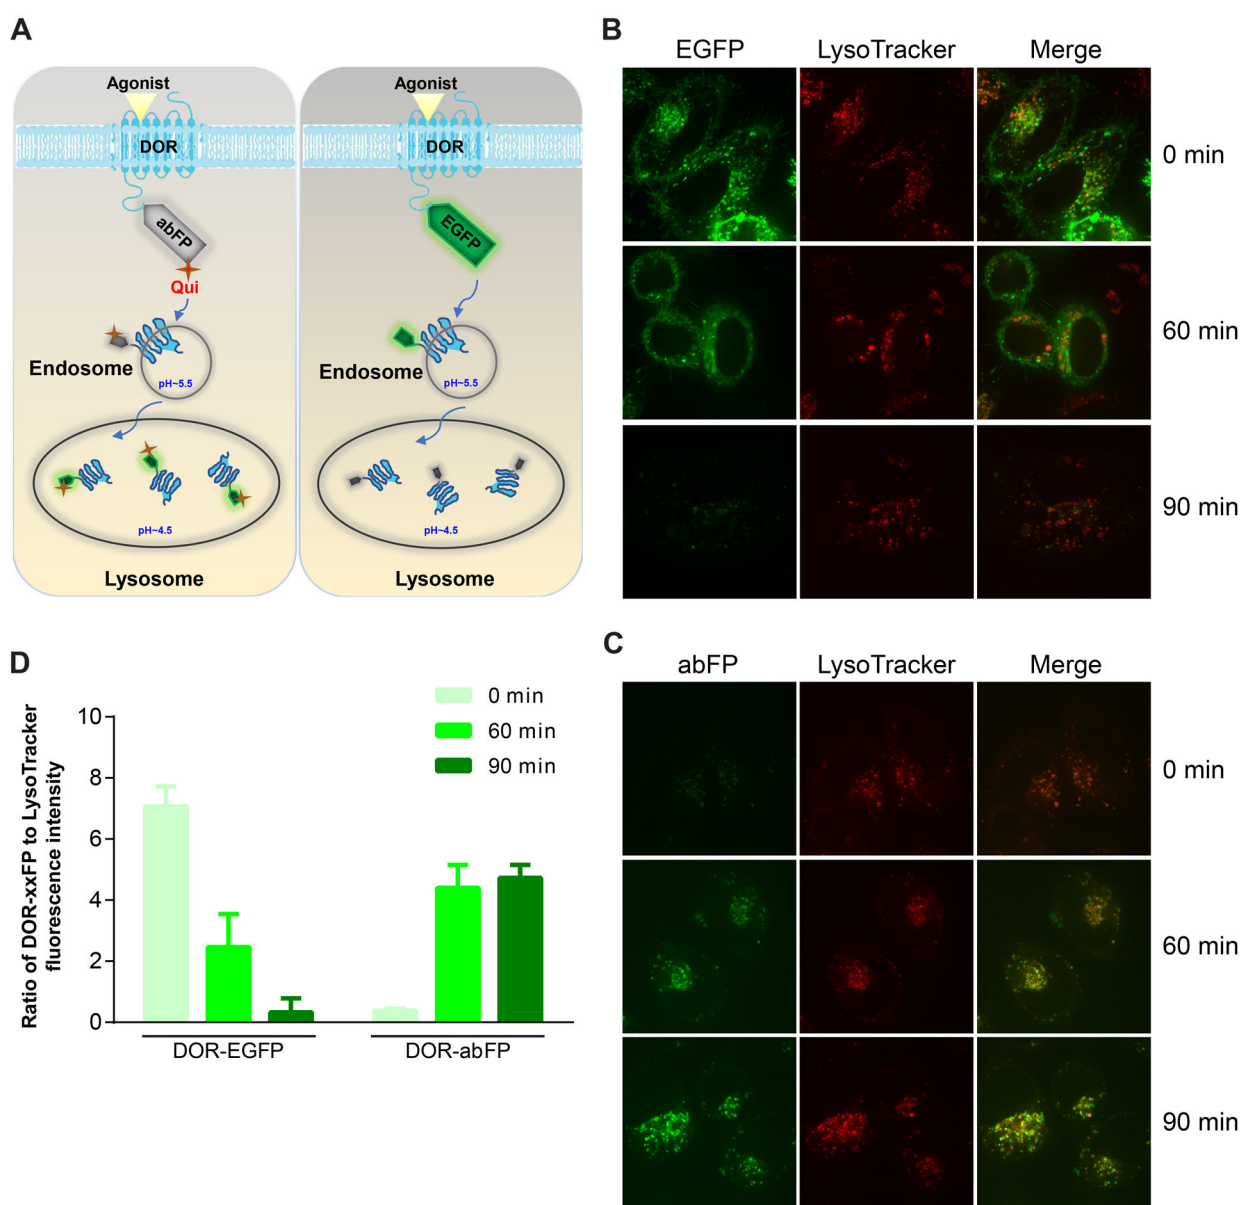 A
Agonist
DOR
abFP
Qui
Endosome
pH~5.5
pH~4.5
Lysosome
Agonist
DOR
EGFP
Endosome
pH~5.5
pH~4.5
Lysosome
B
EGFP LysoTracker Merge
0 min
60 min
90 min
C
abFP LysoTracker Merge
0 min
60 min
90 min
D
Ratio of DOR-xxFP to LysoTracker
fluorescence intensity
10
8
6
4
2
0
0 min
60 min
90 min
DOR-EGFP DOR-abFP